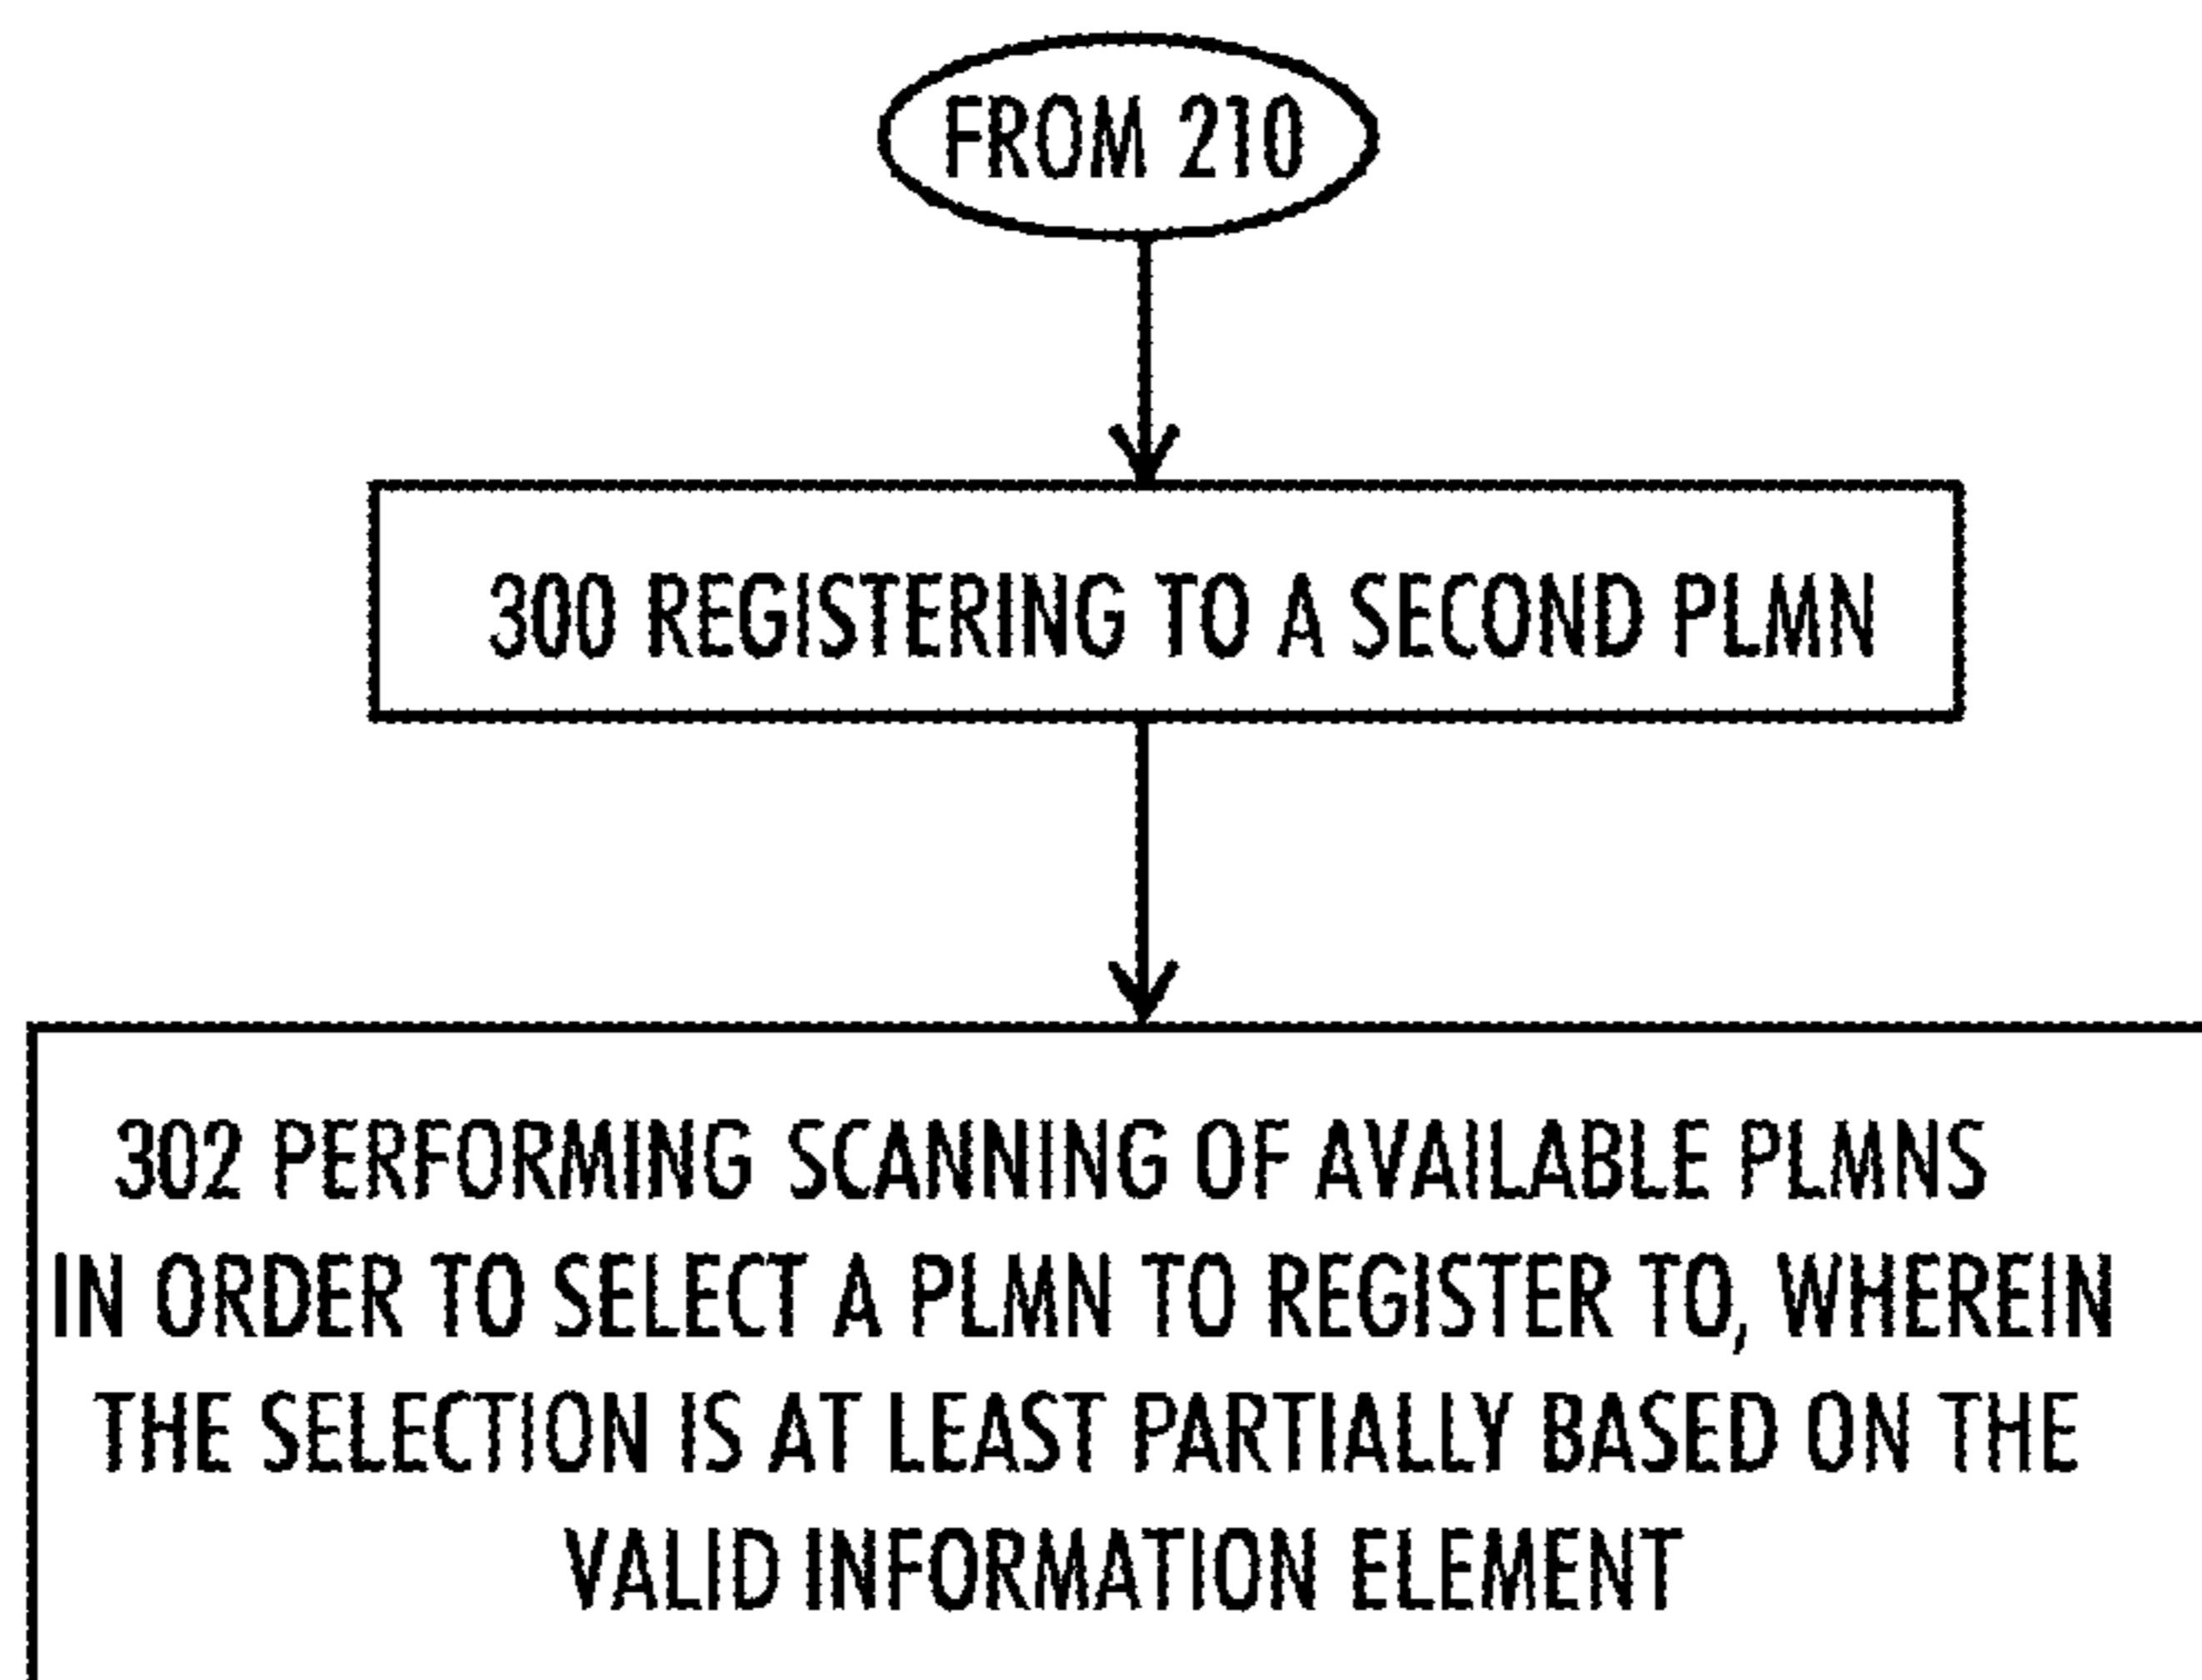 FROM 210
300 REGISTERING TO A SECOND PLMN
302 PERFORMING SCANNING OF AVAILABLE PLMNS
IN ORDER TO SELECT A PLMN TO REGISTER TO, WHEREIN
THE SELECTION IS AT LEAST PARTIALLY BASED ON THE
VALID INFORMATION ELEMENT